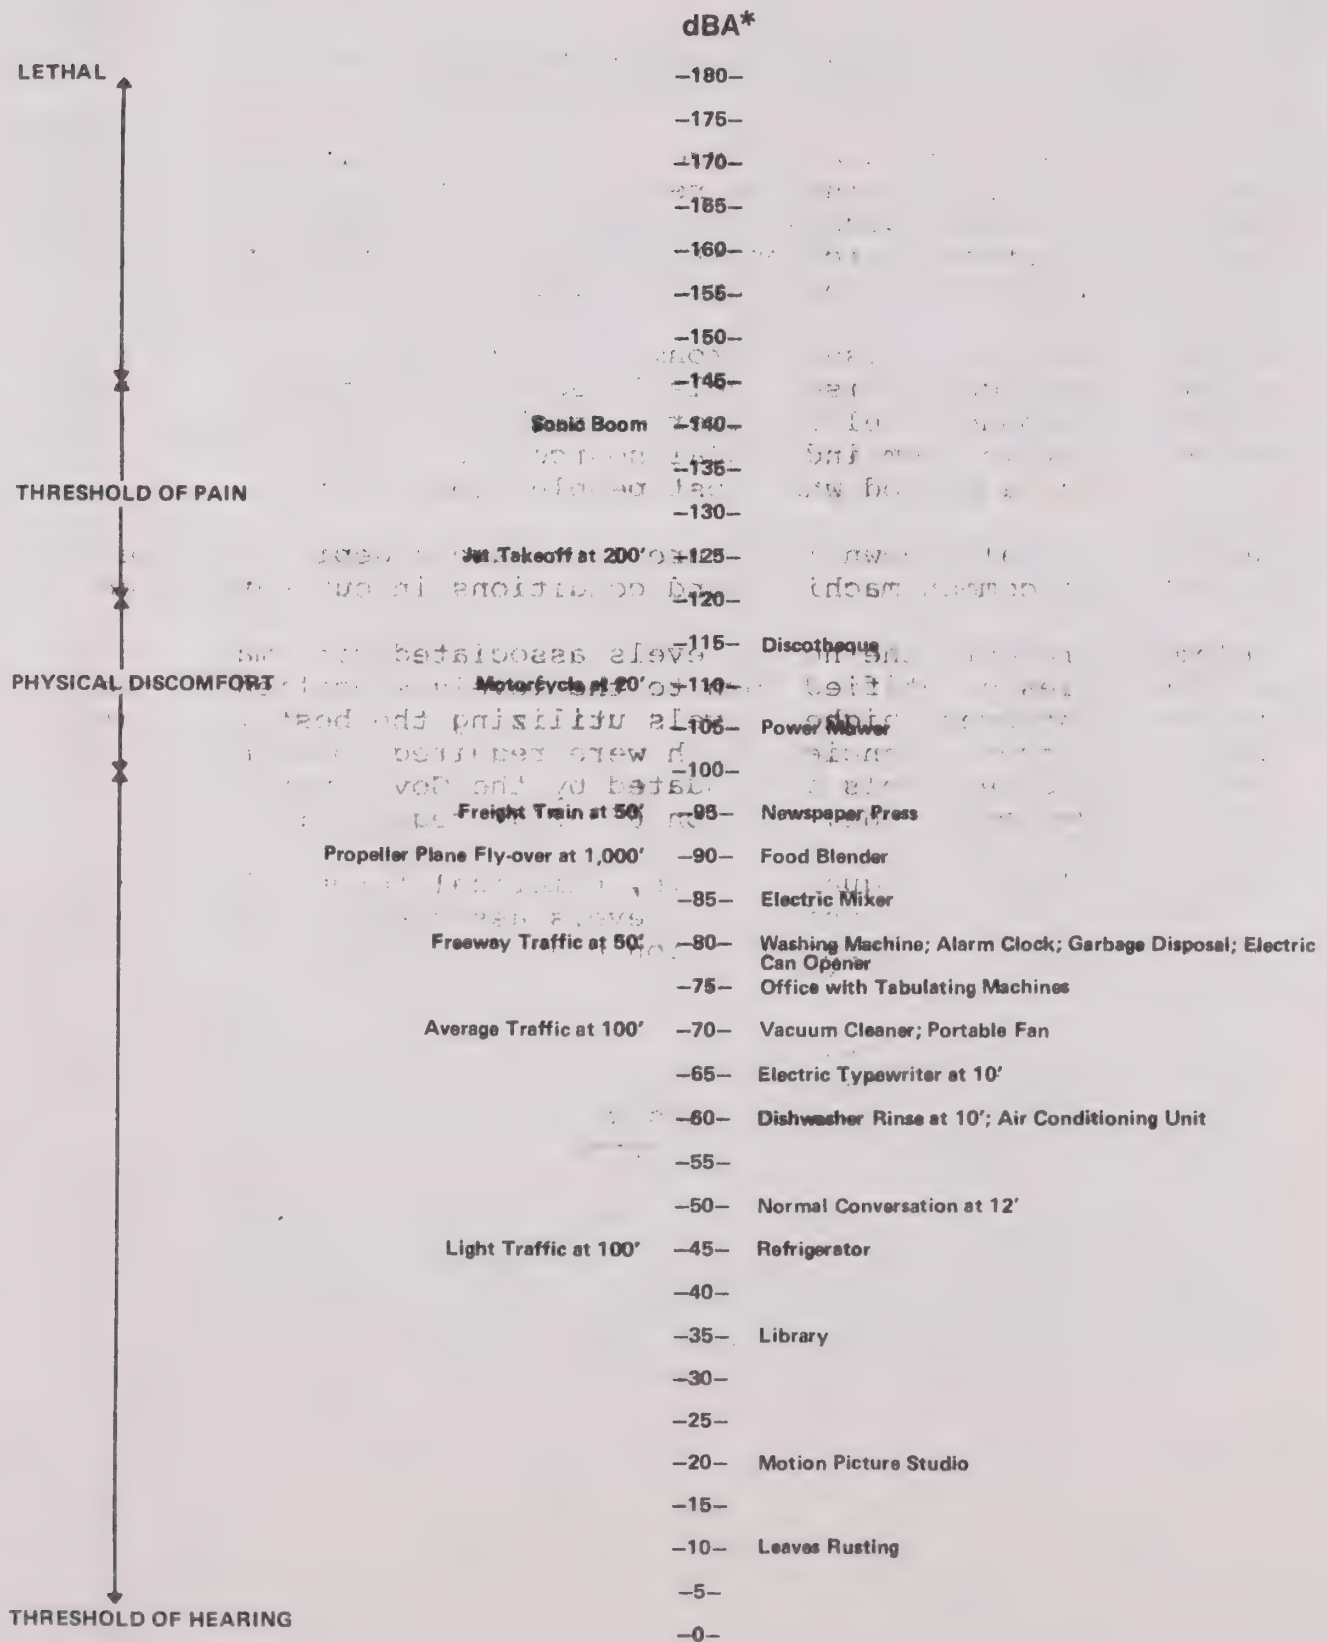 dBA*
LETHAL –180–
–175–
–170–
–165–
–160–
–155–
–150–
–145–
Sonic Boom –140–
–135–
THRESHOLD OF PAIN
–130–
Jet Takeoff at 200′ –125–
–120–
–115– Discotheque
PHYSICAL DISCOMFORT Motorcycle at 20′ –110–
–105– Power Mower
–100–
Freight Train at 50′ –95– Newspaper Press
Propeller Plane Fly-over at 1,000′ –90– Food Blender
–85– Electric Mixer
Freeway Traffic at 50′ –80– Washing Machine; Alarm Clock; Garbage Disposal; Electric
Can Opener
–75– Office with Tabulating Machines
Average Traffic at 100′ –70– Vacuum Cleaner; Portable Fan
–65– Electric Typewriter at 10′
–60– Dishwasher Rinse at 10′; Air Conditioning Unit
–55–
–50– Normal Conversation at 12′
Light Traffic at 100′ –45– Refrigerator
–40–
–35– Library
–30–
–25–
–20– Motion Picture Studio
–15–
–10– Leaves Rusting
–5–
THRESHOLD OF HEARING
–0–